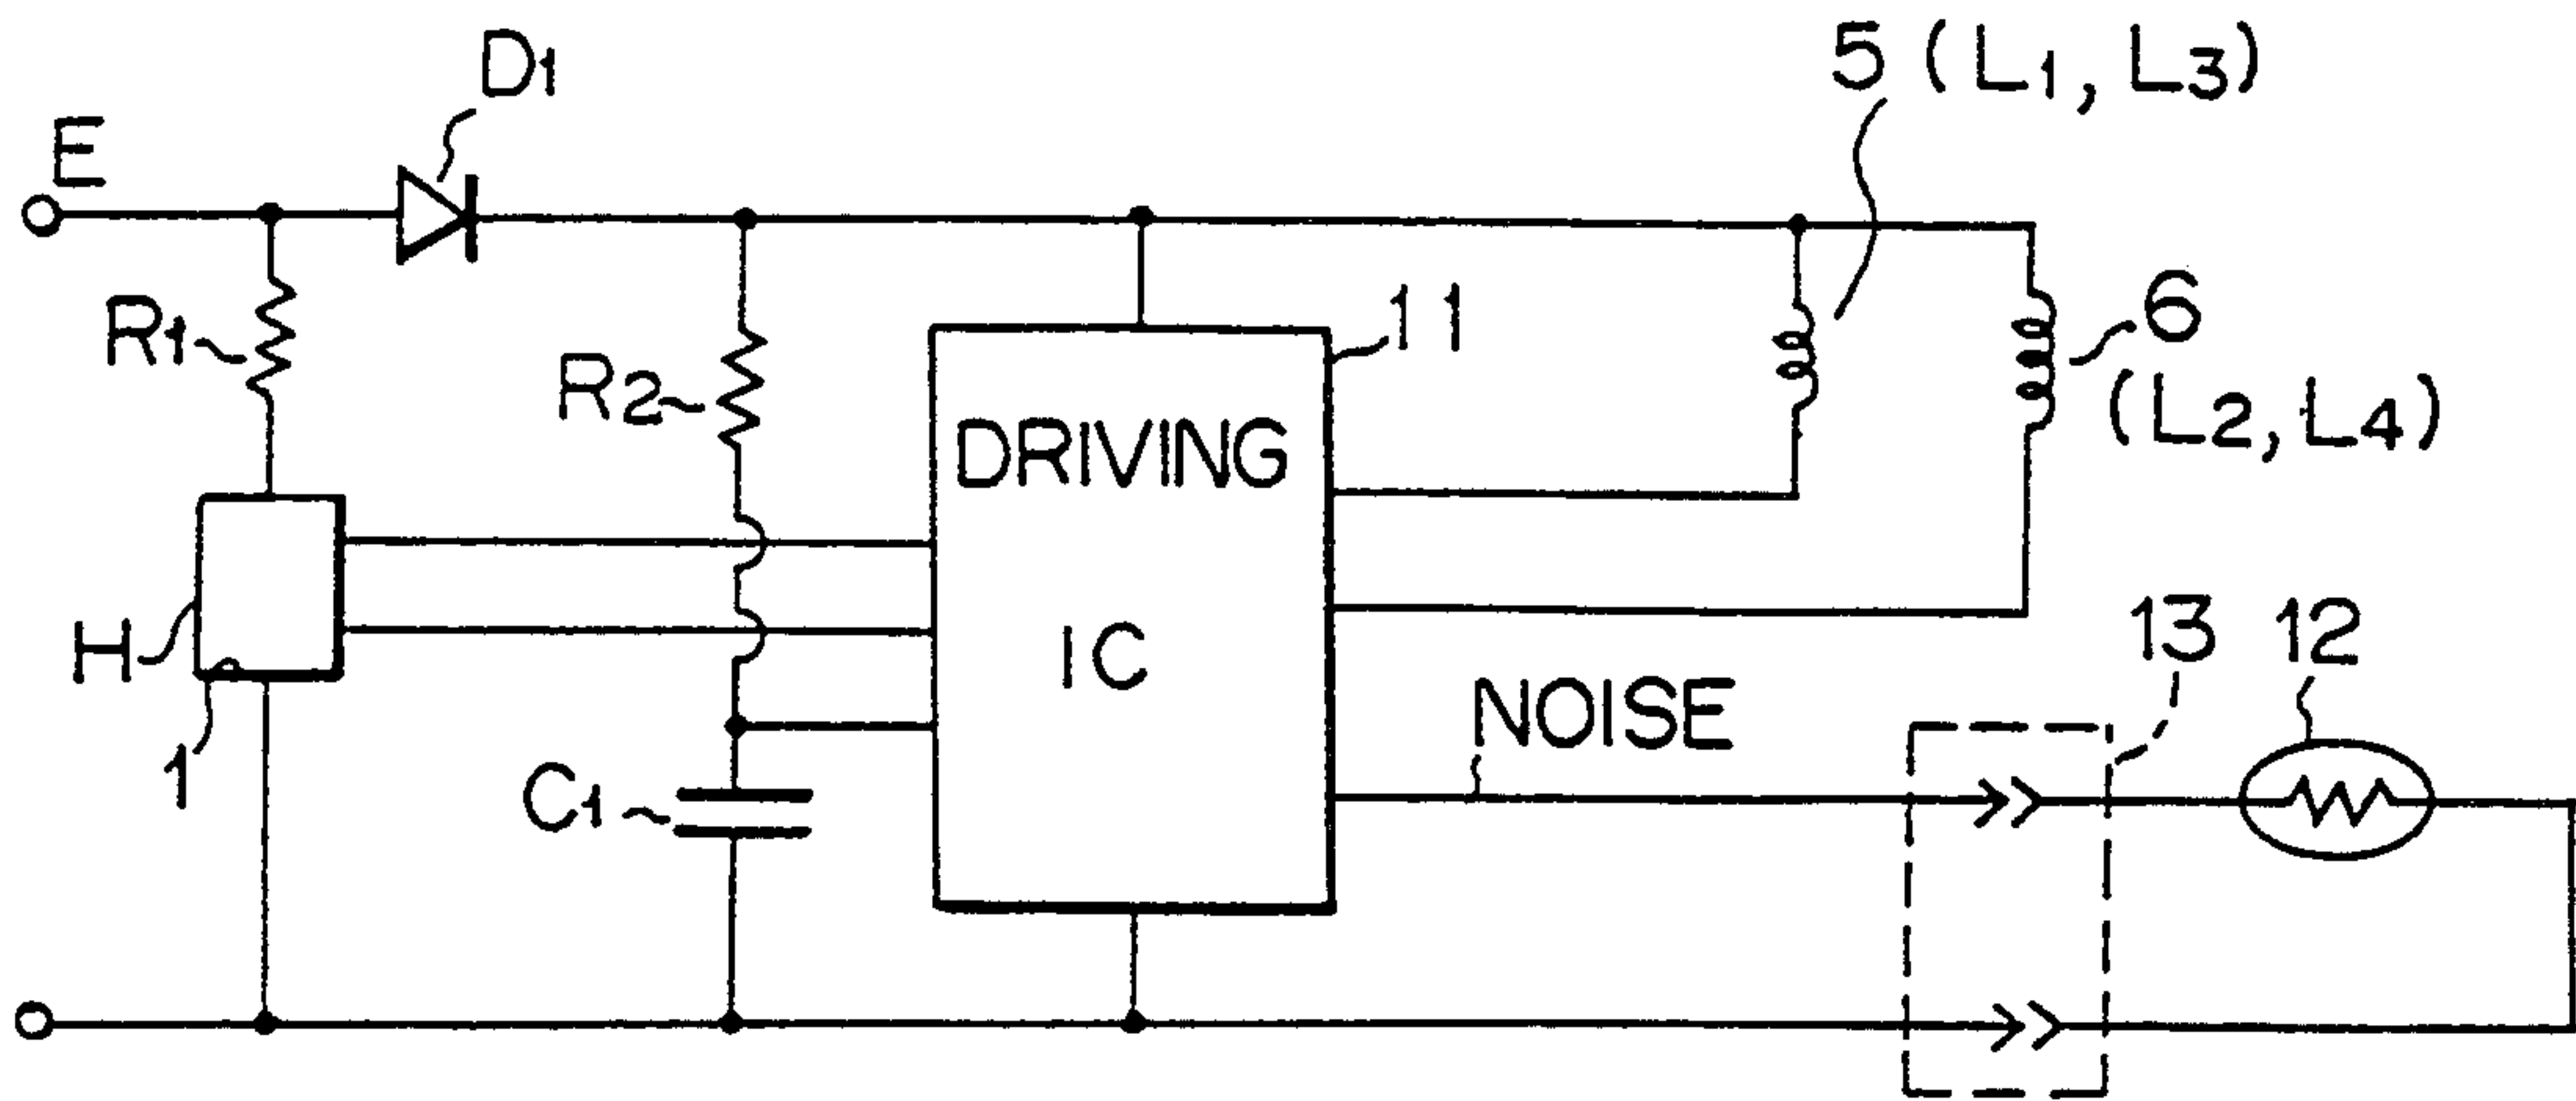 D1
5 (L1, L3)
E
R1
R2
11
6
(L2, L4)
DRIVING
IC
H
1
C1
NOISE
13
12